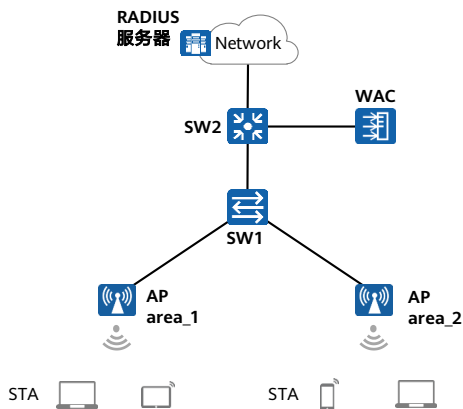 RADIUS
服务器
Network
WAC
SW2
SW1
AP
area_1
AP
area_2
STA
STA